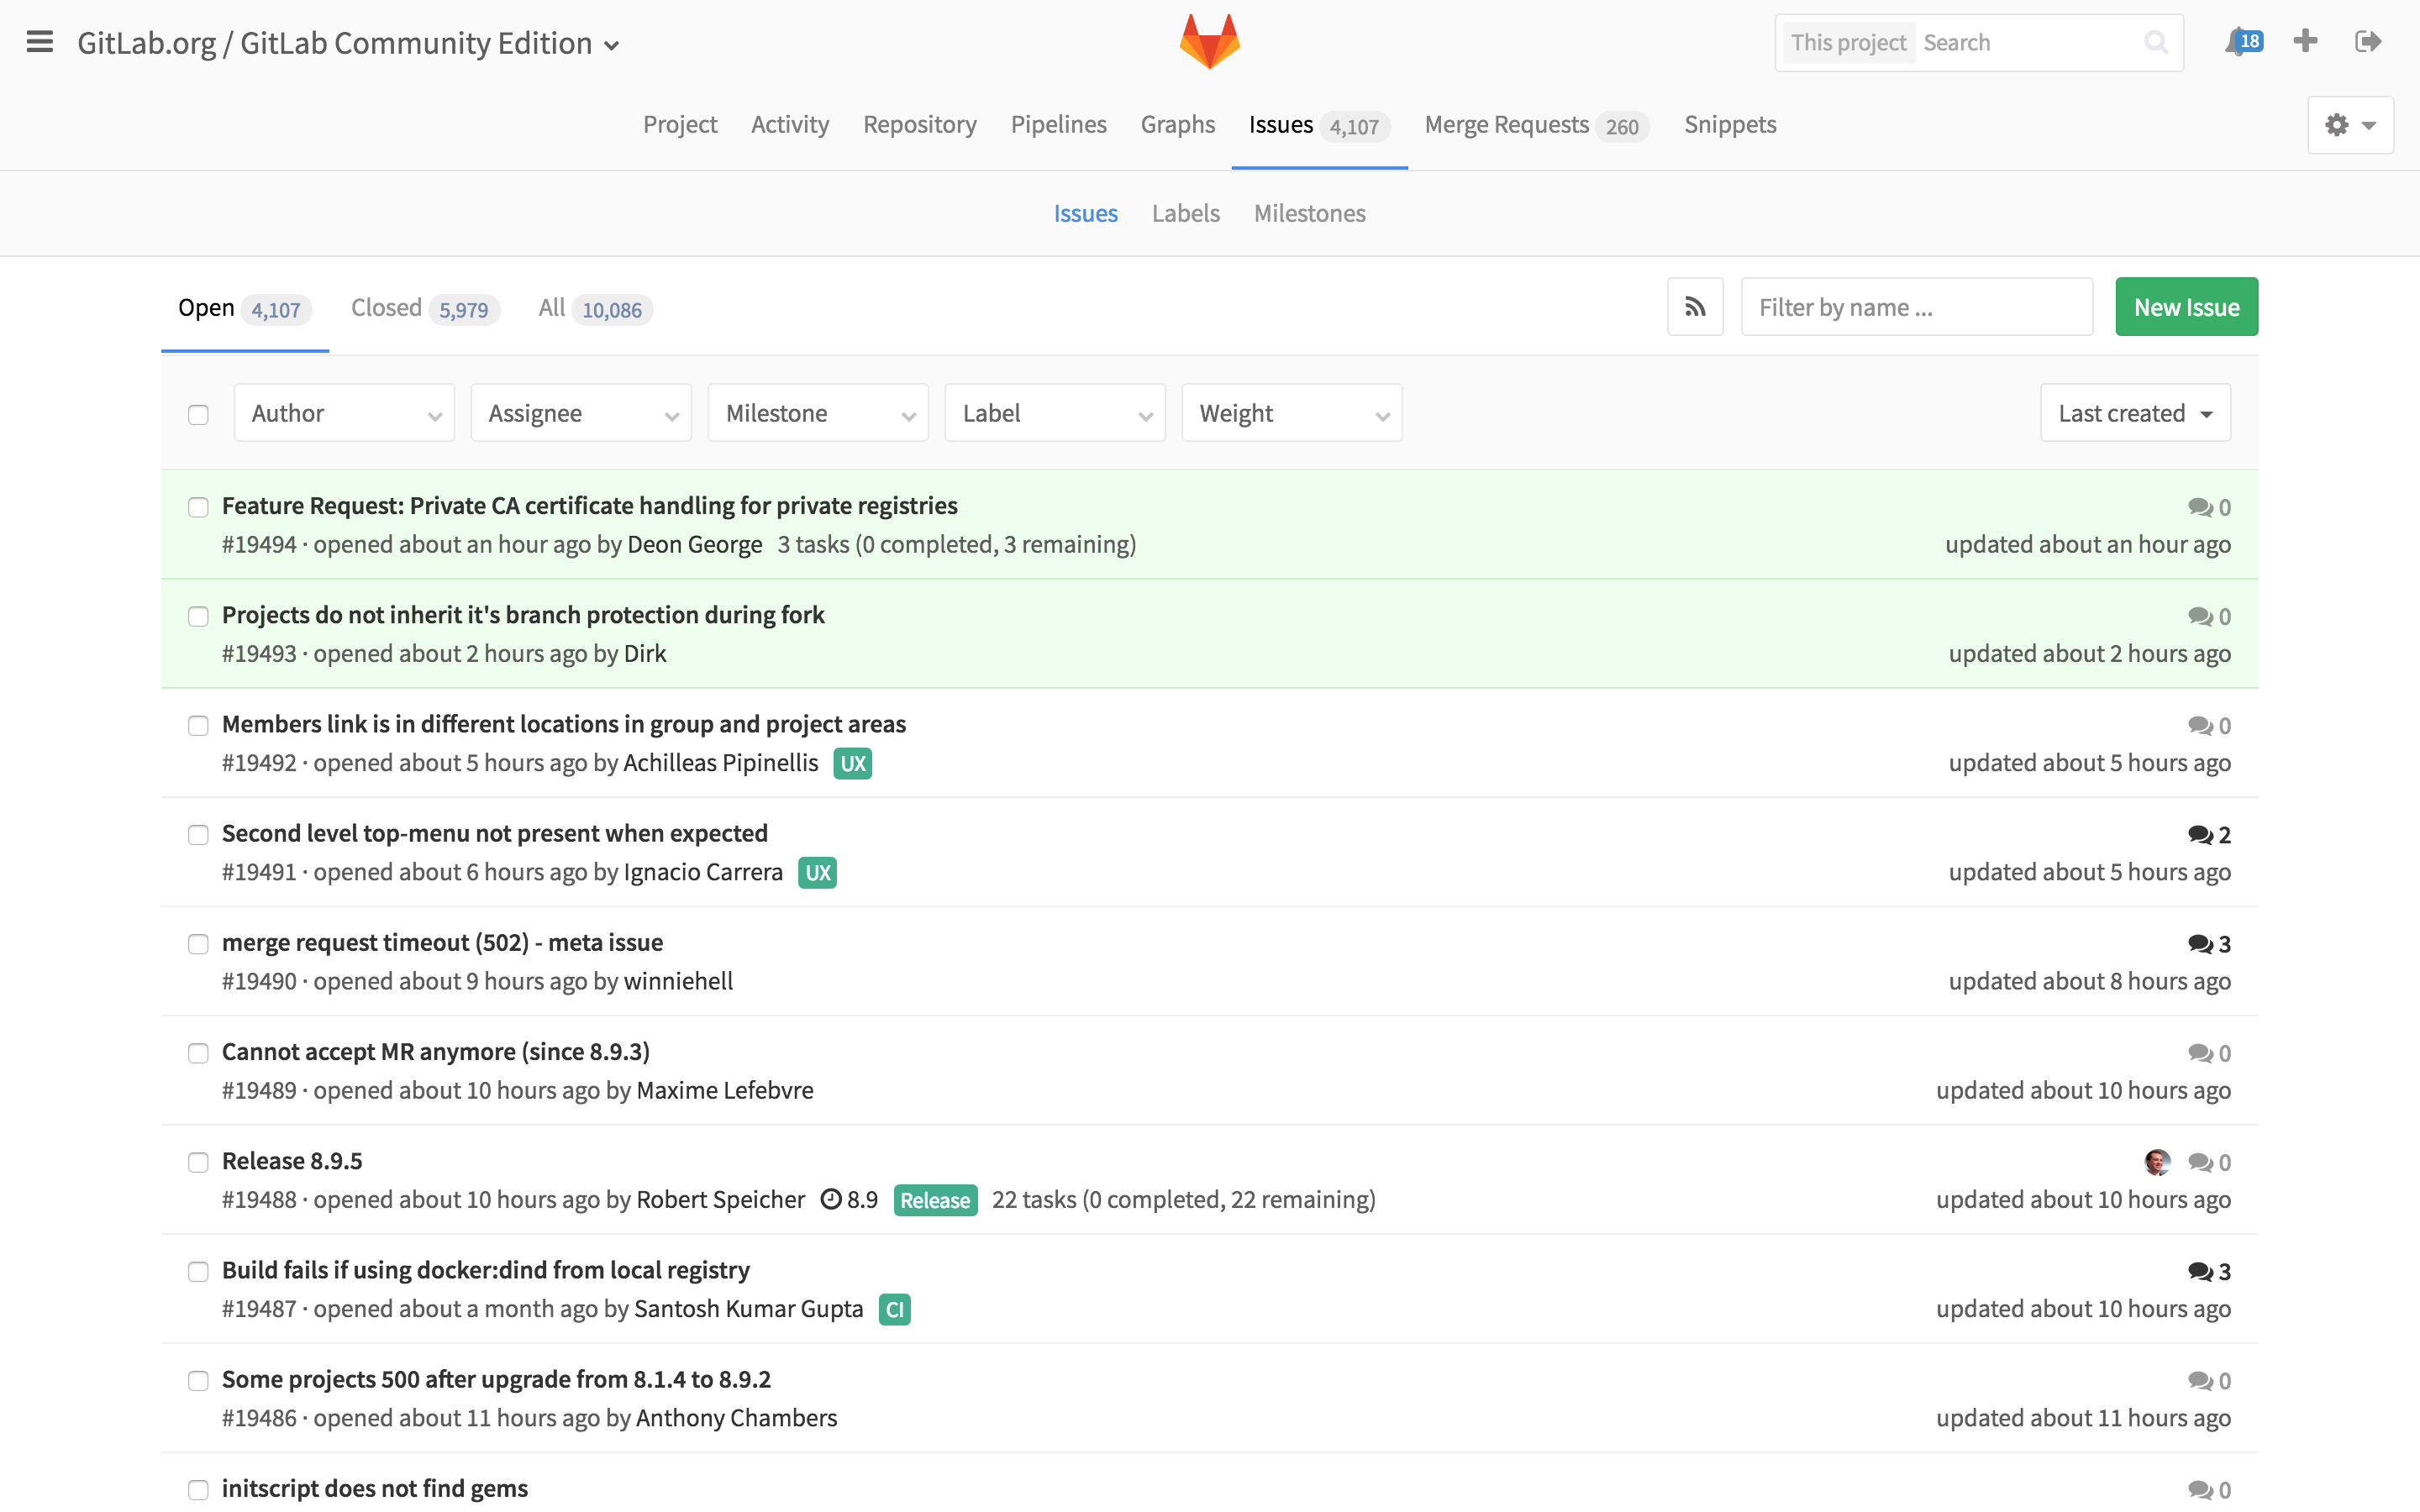 GitLab.org / GitLab Community Edition
This project Search
18
Project Activity Repository Pipelines Graphs Issues 4,107 Merge Requests 260 Snippets
Issues Labels Milestones
Open 4,107 Closed 5,979 All 10,086
Filter by name ...
New Issue
Author Assignee Milestone Label Weight Last created
Feature Request: Private CA certificate handling for private registries 0
#19494 · opened about an hour ago by Deon George 3 tasks (0 completed, 3 remaining) updated about an hour ago
Projects do not inherit it's branch protection during fork 0
#19493 · opened about 2 hours ago by Dirk updated about 2 hours ago
Members link is in different locations in group and project areas 0
#19492 · opened about 5 hours ago by Achilleas Pipinellis UX updated about 5 hours ago
Second level top-menu not present when expected 2
#19491 · opened about 6 hours ago by Ignacio Carrera UX updated about 5 hours ago
merge request timeout (502) - meta issue 3
#19490 · opened about 9 hours ago by winniehell updated about 8 hours ago
Cannot accept MR anymore (since 8.9.3) 0
#19489 · opened about 10 hours ago by Maxime Lefebvre updated about 10 hours ago
Release 8.9.5 0
#19488 · opened about 10 hours ago by Robert Speicher 8.9 Release 22 tasks (0 completed, 22 remaining) updated about 10 hours ago
Build fails if using docker:dind from local registry 3
#19487 · opened about a month ago by Santosh Kumar Gupta CI updated about 10 hours ago
Some projects 500 after upgrade from 8.1.4 to 8.9.2 0
#19486 · opened about 11 hours ago by Anthony Chambers updated about 11 hours ago
initscript does not find gems 0